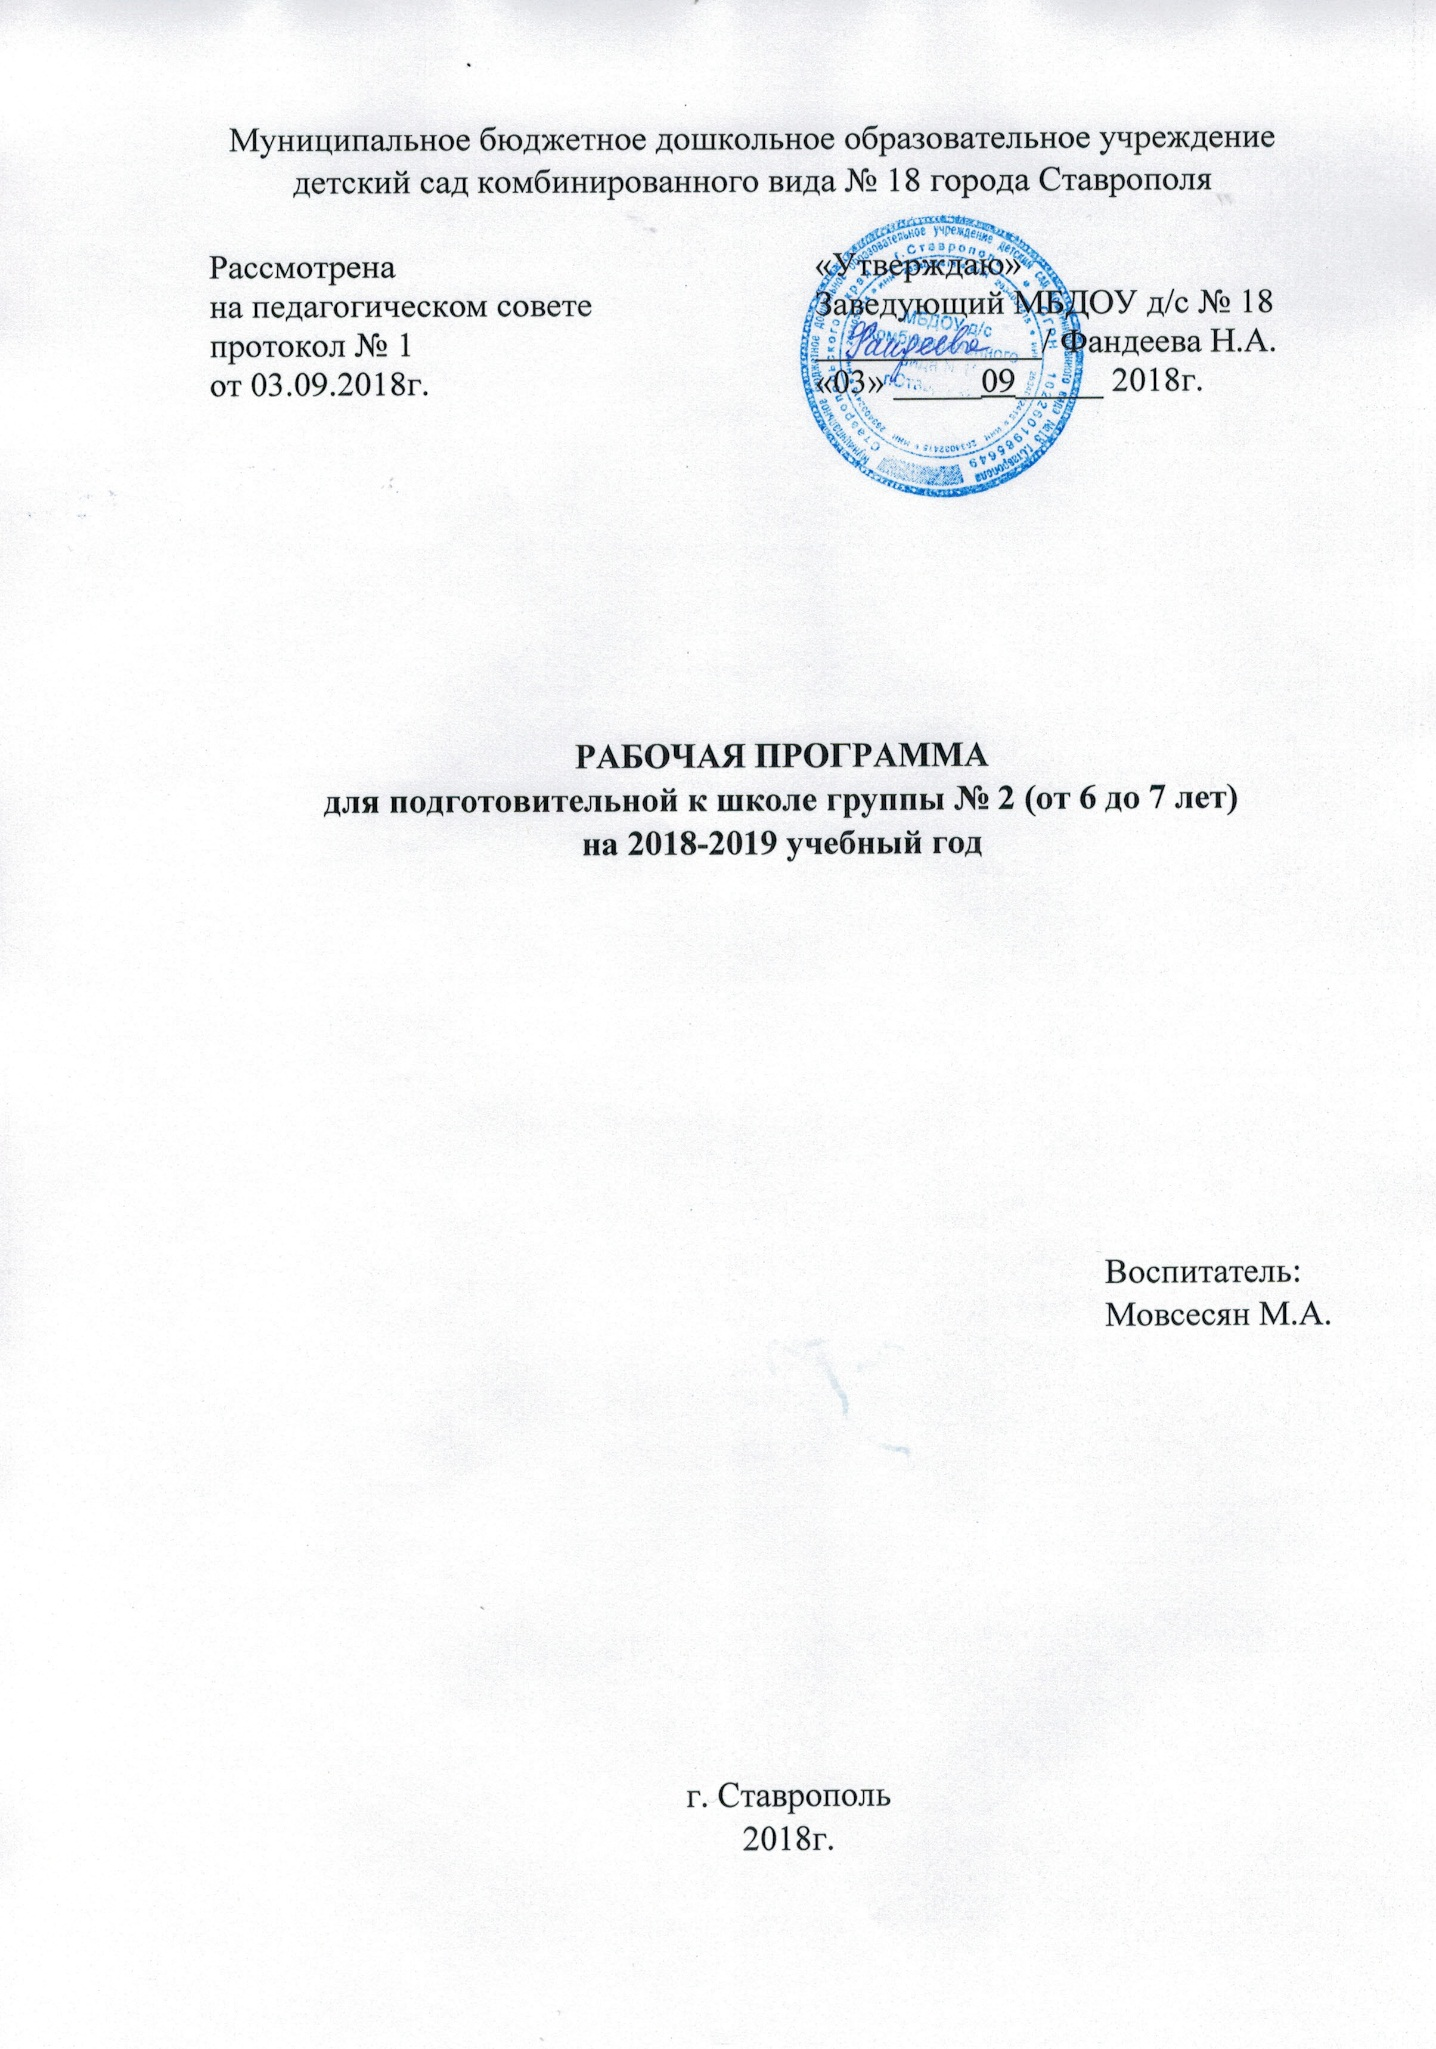 Муниципальное бюджетное дошкольное образовательное учреждение
детский сад комбинированного вида № 18 города Ставрополя
Рассмотрена
на педагогическом совете
протокол № 1
от 03.09.2018г.
«Утверждаю»
Заведующий МБДОУ д/с № 18
/ Фандеева Н.А.
«03» 09 2018г.
МБДОУ д/с
РАБОЧАЯ ПРОГРАММА
для подготовительной к школе группы № 2 (от 6 до 7 лет)
на 2018-2019 учебный год
Воспитатель:
Мовсесян М.А.
г. Ставрополь
2018г.